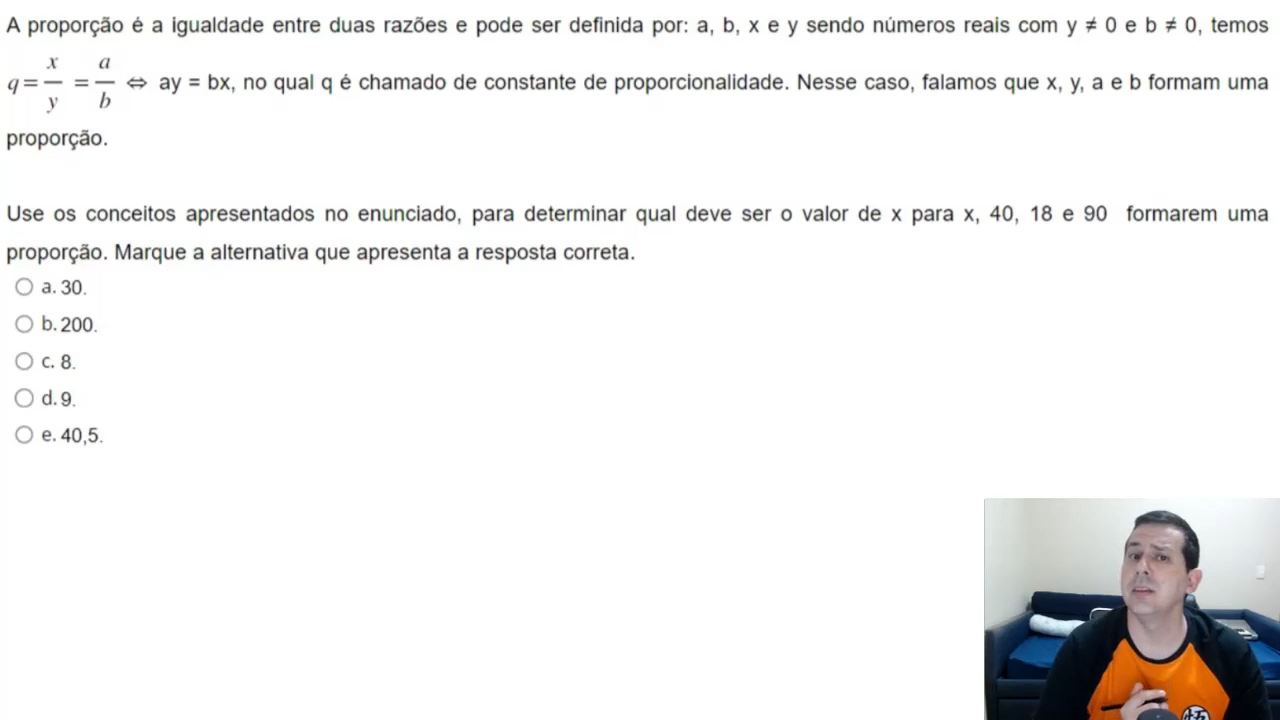 A proporção é a igualdade entre duas razões e pode ser definida por: a, b, x e y sendo números reais com y ≠ 0 e b ≠ 0, temos
q = x/y = a/b ⇔ ay = bx, no qual q é chamado de constante de proporcionalidade. Nesse caso, falamos que x, y, a e b formam uma
proporção.
Use os conceitos apresentados no enunciado, para determinar qual deve ser o valor de x para x, 40, 18 e 90 formarem uma
proporção. Marque a alternativa que apresenta a resposta correta.
a. 30.
b. 200.
c. 8.
d. 9.
e. 40,5.
悟